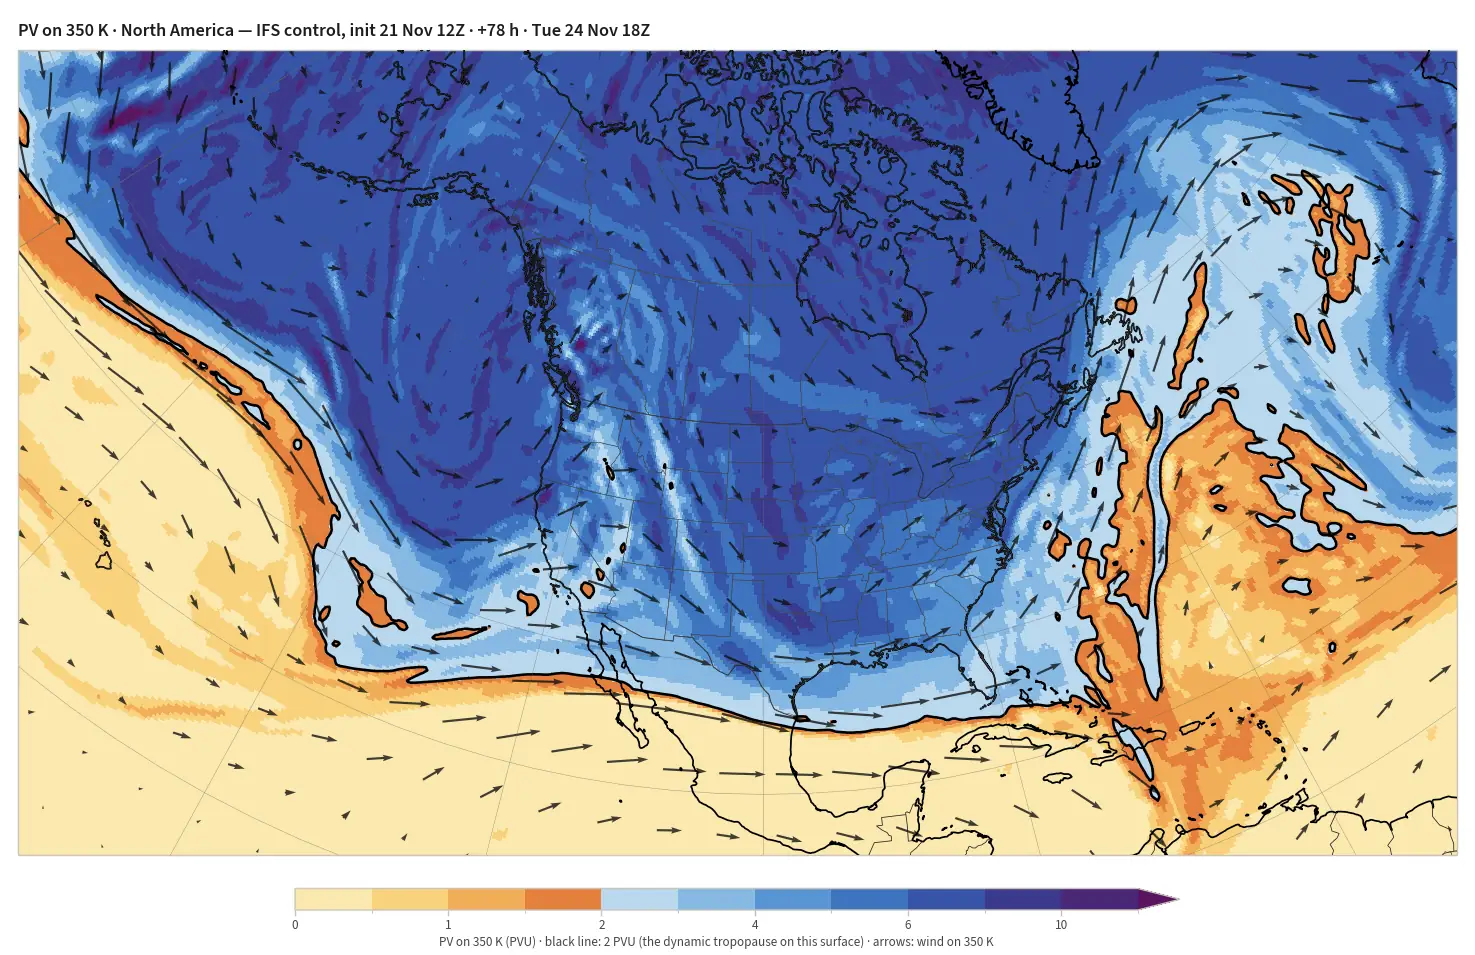 PV on 350 K · North America — IFS control, init 21 Nov 12Z · +78 h · Tue 24 Nov 18Z
0 1 2 4 6 10
PV on 350 K (PVU) · black line: 2 PVU (the dynamic tropopause on this surface) · arrows: wind on 350 K